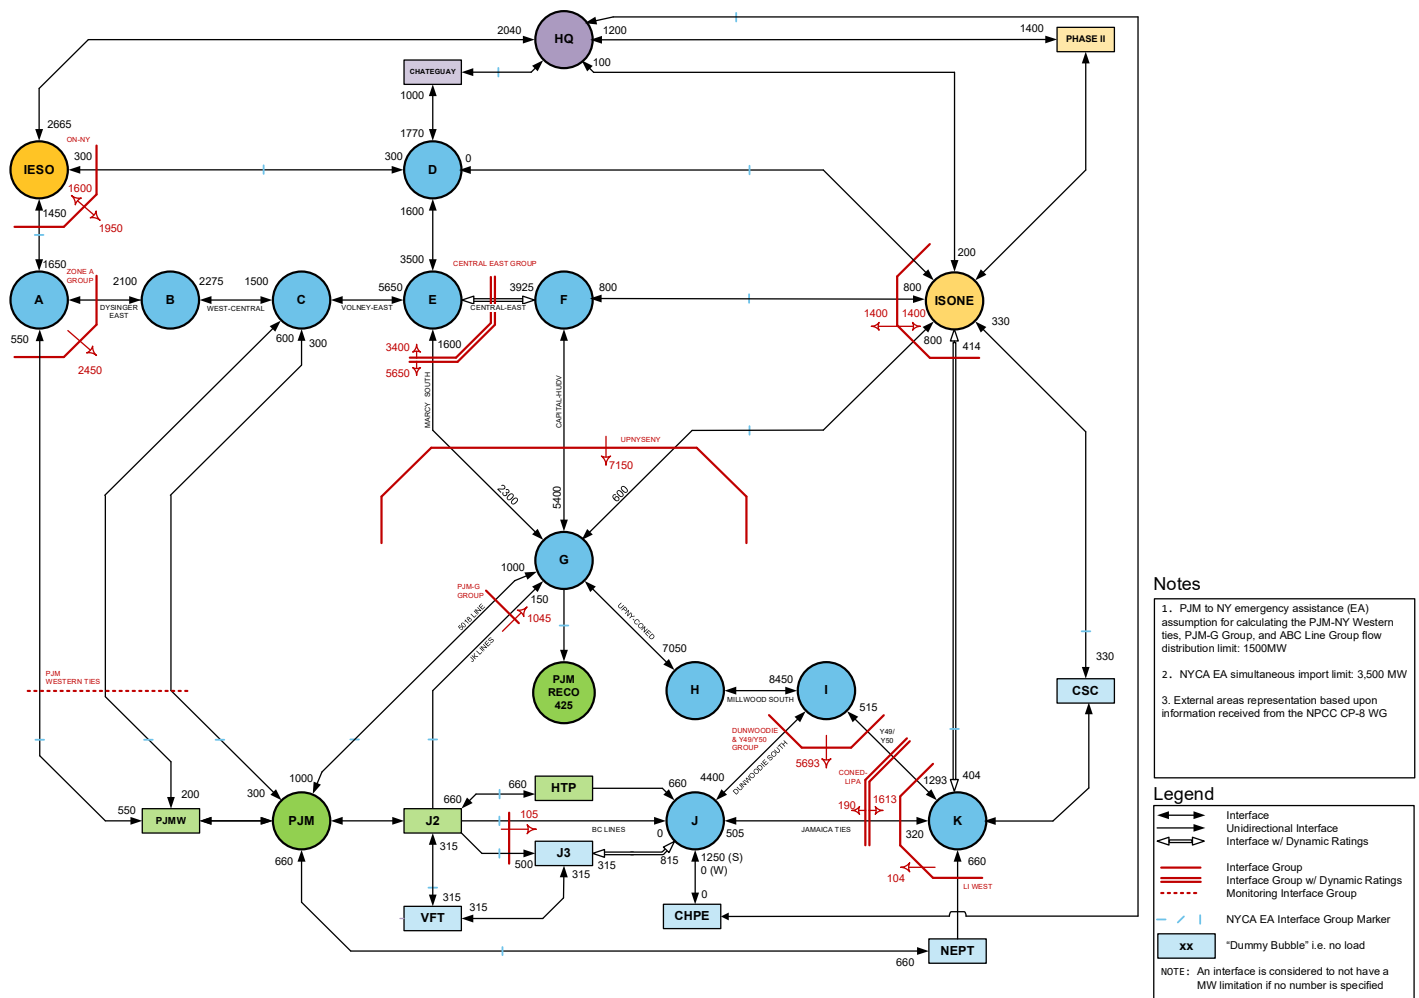 HQ
2040
1200
1400
PHASE II
100
CHATEGUAY
1000
2665
ON-NY
1770
IESO
300
300
D
0
1600
1450
1950
1600
200
1650
ZONE A
GROUP
3500
CENTRAL EAST GROUP
A
2100
B
2275
1500
C
5650
E
3925
F
800
800
ISONE
DYSINGER
EAST
WEST-CENTRAL
VOLNEY-EAST
CENTRAL-EAST
1400
1400
330
550
600
300
1600
3400
800
414
2450
5650
MARCY SOUTH
CAPITAL-HUDV
UPNYSENY
7150
2300
5400
600
G
1000
PJM-G
GROUP
150
1045
5018 LINE
JK LINES
UPNY-CONED
7050
PJM
WESTERN TIES
PJM
RECO
425
H
8450
MILLWOOD SOUTH
I
515
330
CSC
DUNWOODIE
& Y49/Y50
GROUP
Y49/
Y50
5693
DUNWOODIE SOUTH
CONED-
LIPA
1000
660
HTP
660
4400
1293
404
550
200
300
660
190
1613
PJMW
PJM
J2
105
BC LINES
0
J
505
JAMAICA TIES
320
K
660
315
500
J3
315
815
1250 (S)
0 (W)
660
315
104
LI WEST
315
315
0
VFT
CHPE
NEPT
660
Notes
1. PJM to NY emergency assistance (EA)
assumption for calculating the PJM-NY Western
ties, PJM-G Group, and ABC Line Group flow
distribution limit: 1500MW
2. NYCA EA simultaneous import limit: 3,500 MW
3. External areas representation based upon
information received from the NPCC CP-8 WG
Legend
Interface
Unidirectional Interface
Interface w/ Dynamic Ratings
Interface Group
Interface Group w/ Dynamic Ratings
Monitoring Interface Group
NYCA EA Interface Group Marker
xx
“Dummy Bubble” i.e. no load
NOTE: An interface is considered to not have a
MW limitation if no number is specified